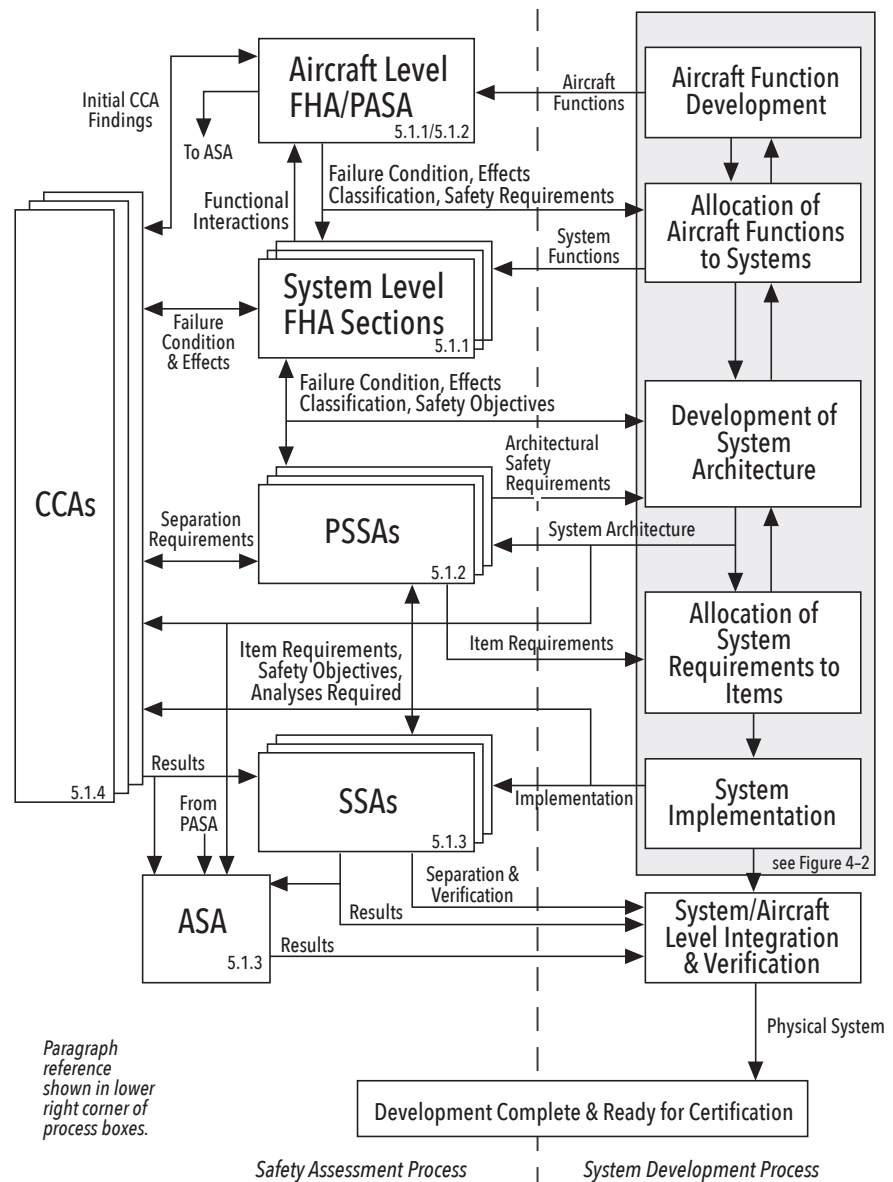 Aircraft Level
FHA/PASA
5.1.1/5.1.2
Aircraft
Functions
Aircraft Function
Development
Initial CCA
Findings
To ASA
Functional
Interactions
Failure Condition, Effects
Classification, Safety Requirements
Allocation of
Aircraft Functions
to Systems
System
Functions
System Level
FHA Sections
5.1.1
Failure
Condition
& Effects
Failure Condition, Effects
Classification, Safety Objectives
Development of
System
Architecture
Architectural
Safety
Requirements
CCAs
5.1.4
Separation
Requirements
PSSAs
5.1.2
System Architecture
Item Requirements,
Safety Objectives,
Analyses Required
Item Requirements
Allocation of
System
Requirements to
Items
Results
SSAs
5.1.3
Implementation
System
Implementation
see Figure 4–2
From
PASA
Separation &
Verification
Results
ASA
5.1.3
Results
System/Aircraft
Level Integration
& Verification
Physical System
Paragraph
reference
shown in lower
right corner of
process boxes.
Development Complete & Ready for Certification
Safety Assessment Process
System Development Process